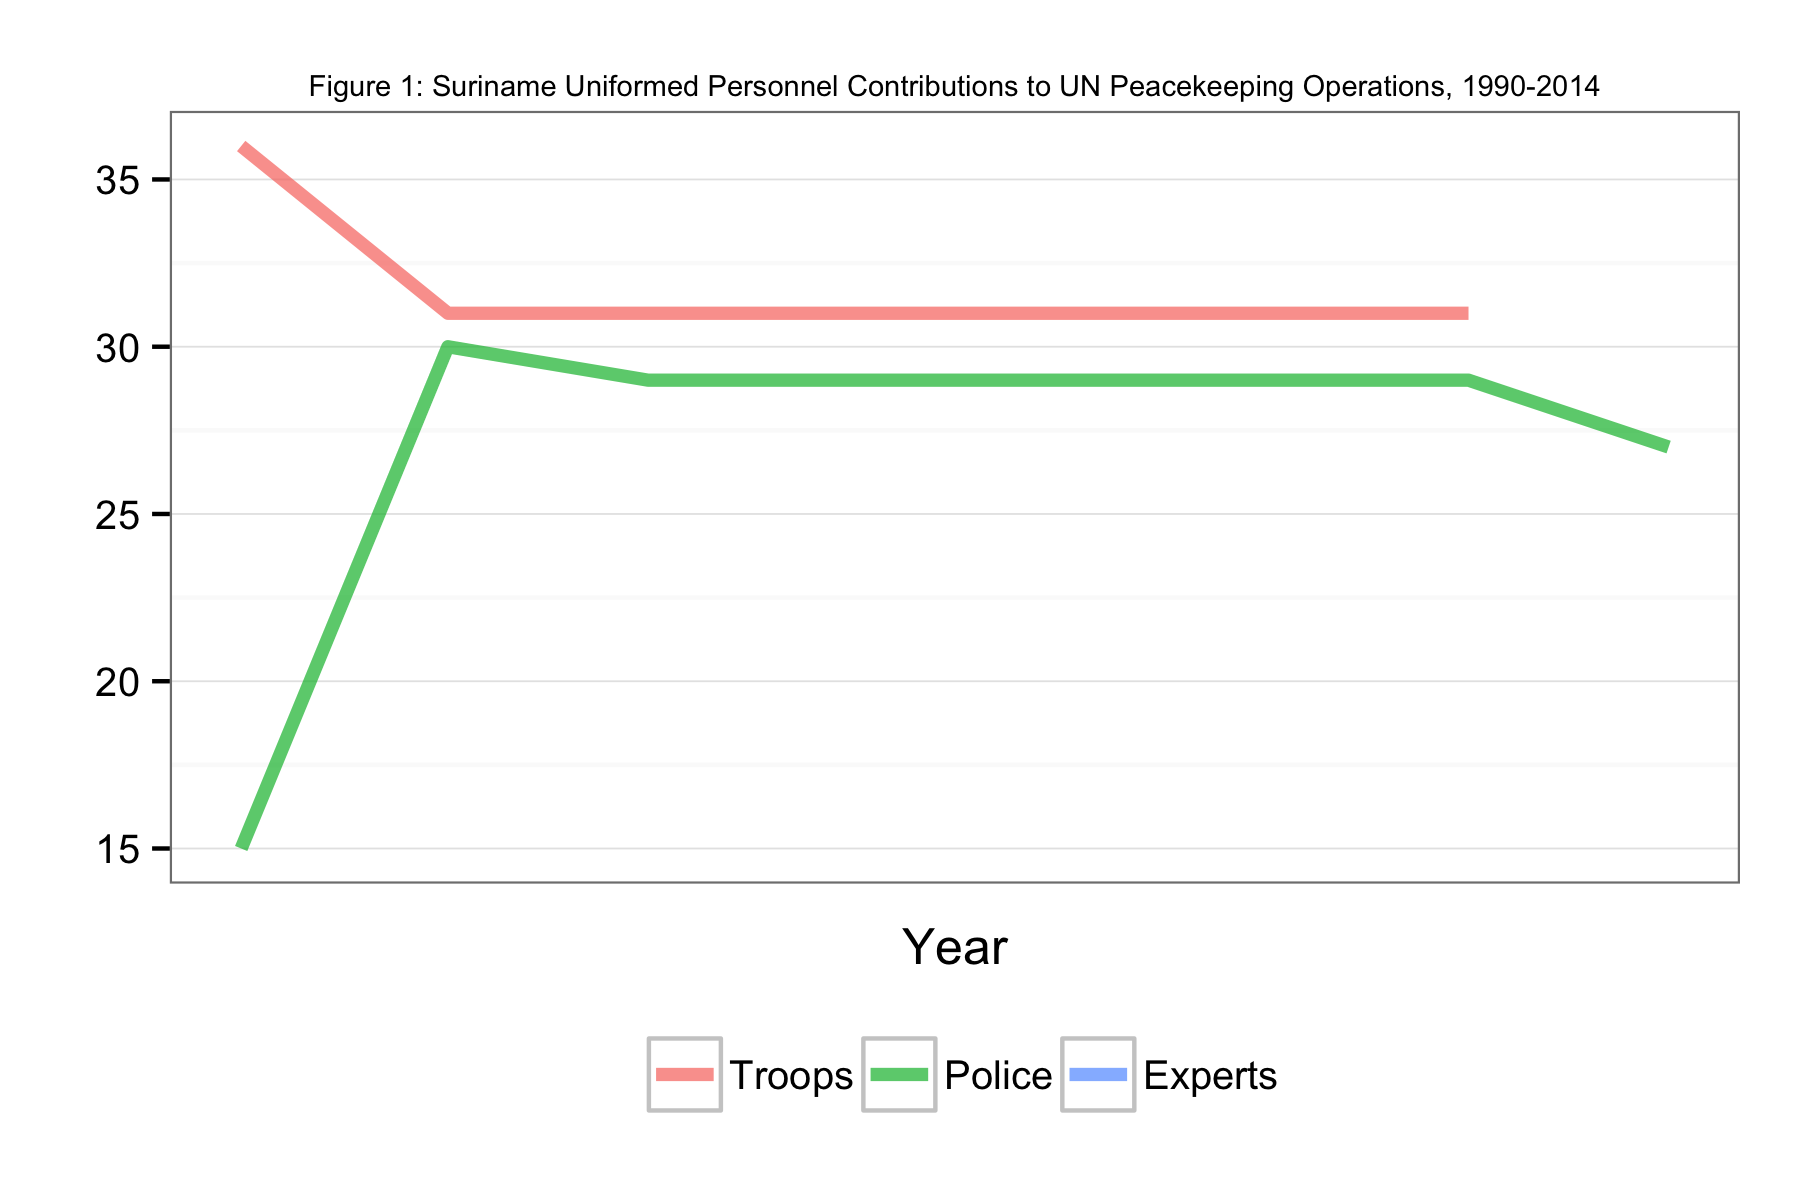 Figure 1: Suriname Uniformed Personnel Contributions to UN Peacekeeping Operations, 1990-2014
35
30
25
20
15
Year
Troops Police Experts